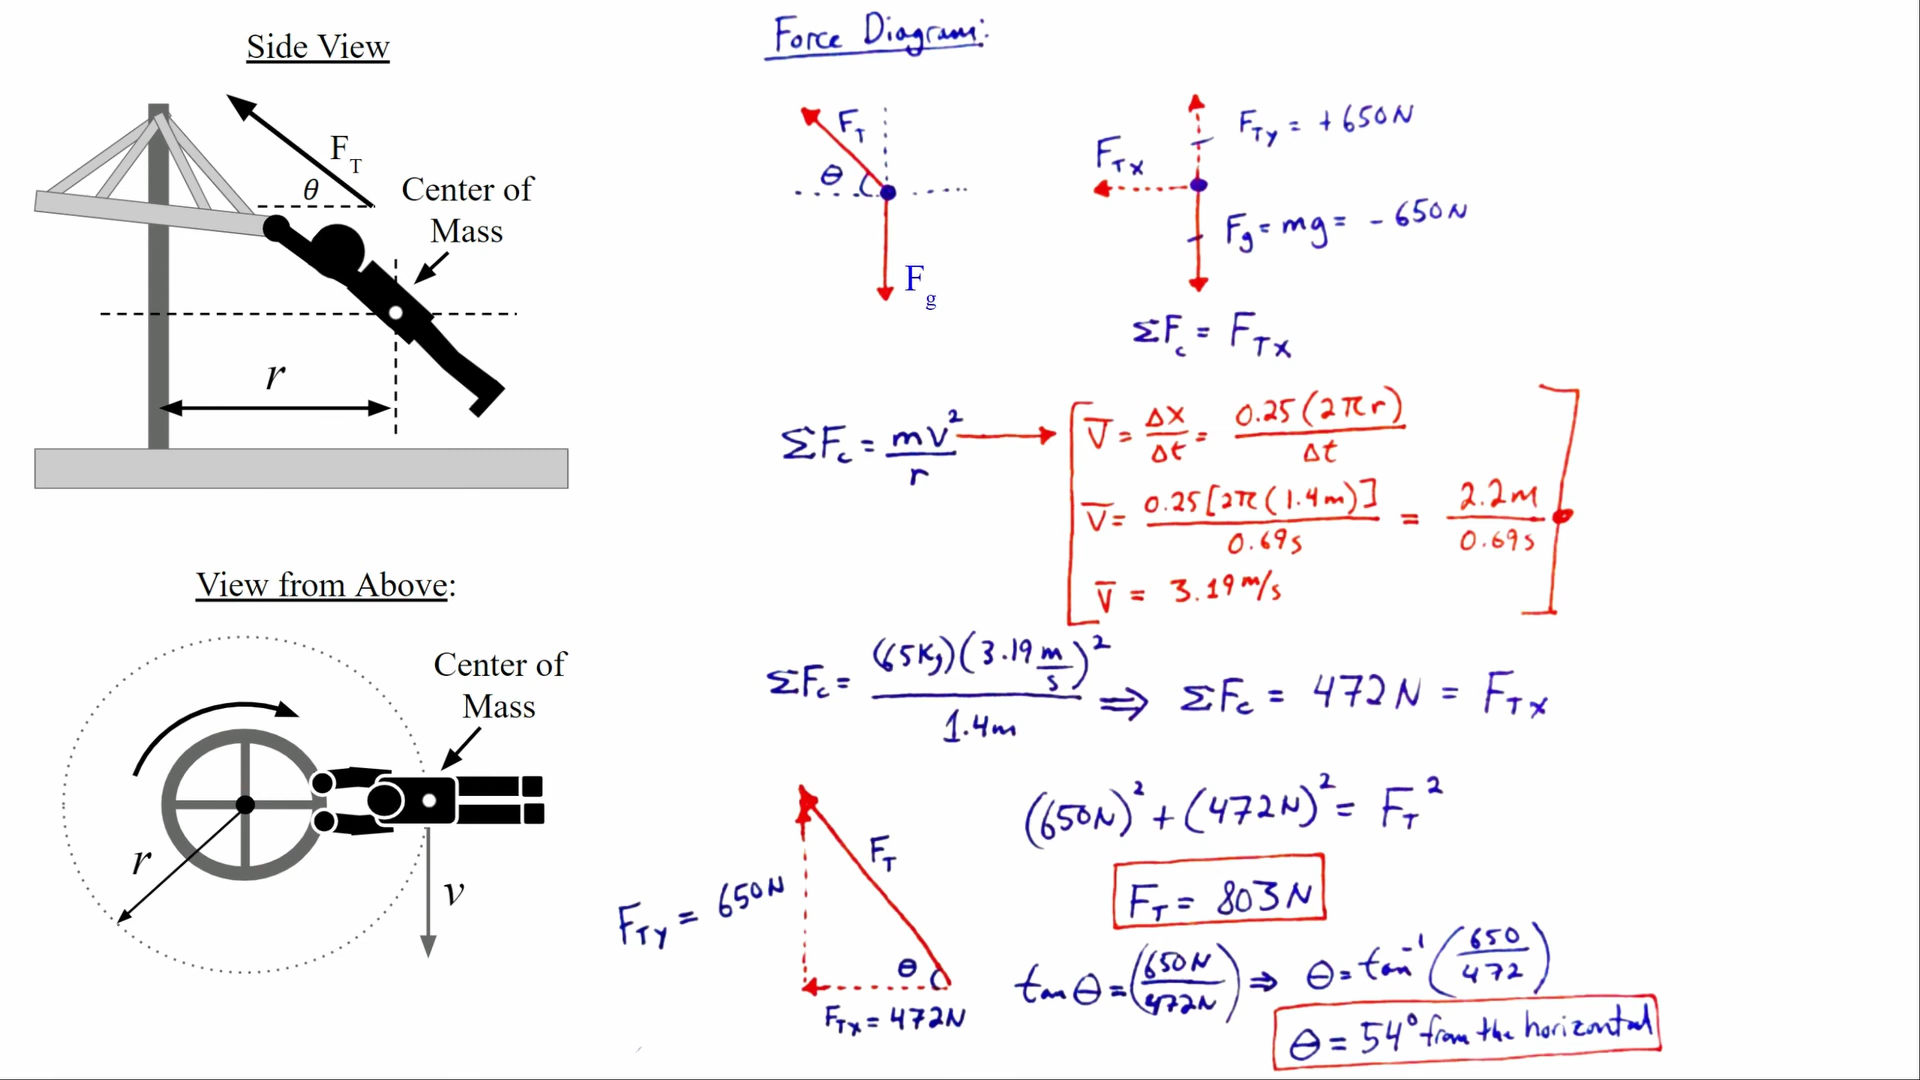 Side View
F_T
θ
Center of
Mass
r
View from Above:
Center of
Mass
r
v
Force Diagram:
F_T
θ
F_g
F_Tx
F_Ty = +650N
F_g = mg = -650N
ΣF_c = F_Tx
ΣF_c = mv²/r
V̅ = Δx/Δt = 0.25(2πr)/Δt
V̅ = 0.25[2π(1.4m)]/0.69s = 2.2m/0.69s
V̅ = 3.19 m/s
ΣF_c = (65Kg)(3.19 m/s)²/1.4m ⇒ ΣF_c = 472N = F_Tx
F_Ty = 650N
F_T
θ
F_Tx = 472N
(650N)² + (472N)² = F_T²
F_T = 803N
tan θ = (650N/472N) ⇒ θ = tan⁻¹(650/472)
θ = 54° from the horizontal